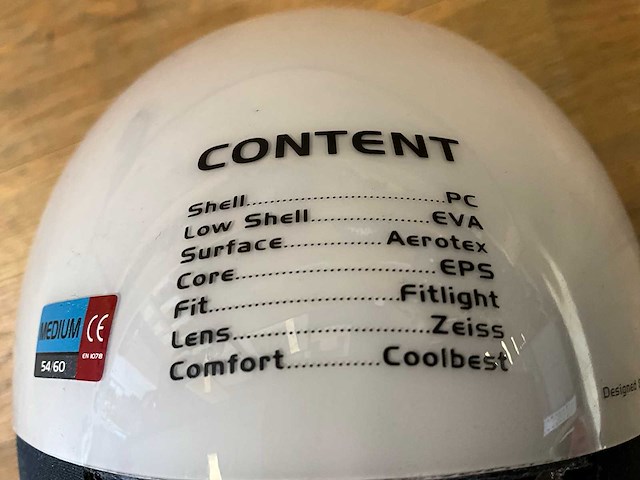 CONTENT
Shell..............................PC
Low Shell....................EVA
Surface................Aerotex
Core................................EPS
Fit.............................Fitlight
Lens..............................Zeiss
Comfort..............Coolbest
MEDIUM CE
EN 1078
54/60
Designed